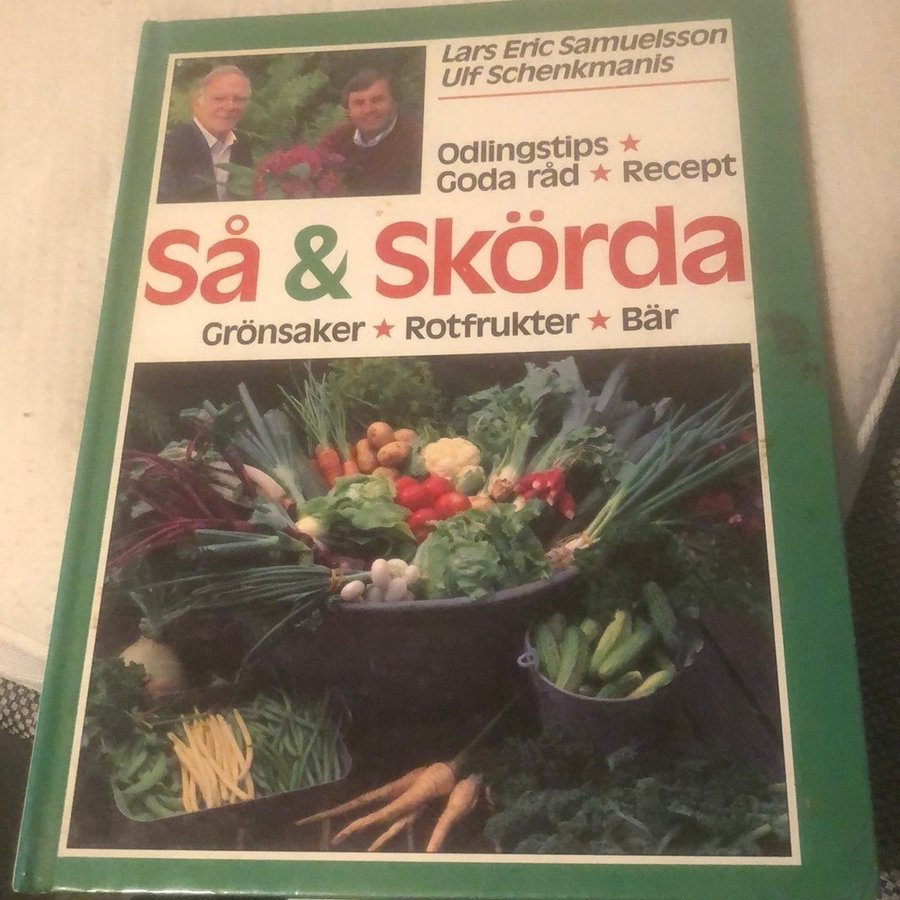 Lars Eric Samuelsson
Ulf Schenkmanis
Odlingstips ★
Goda råd ★ Recept
Så & Skörda
Grönsaker ★ Rotfrukter ★ Bär